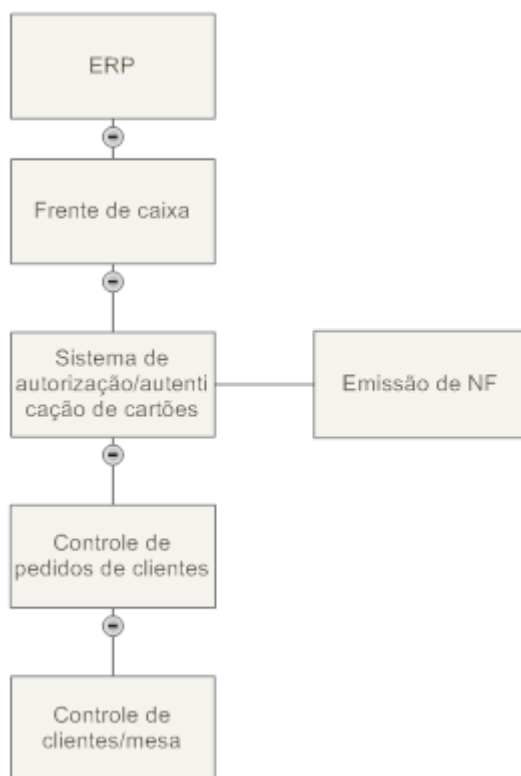 ERP
Frente de caixa
Sistema de
autorização/autenti
cação de cartões
Emissão de NF
Controle de
pedidos de clientes
Controle de
clientes/mesa